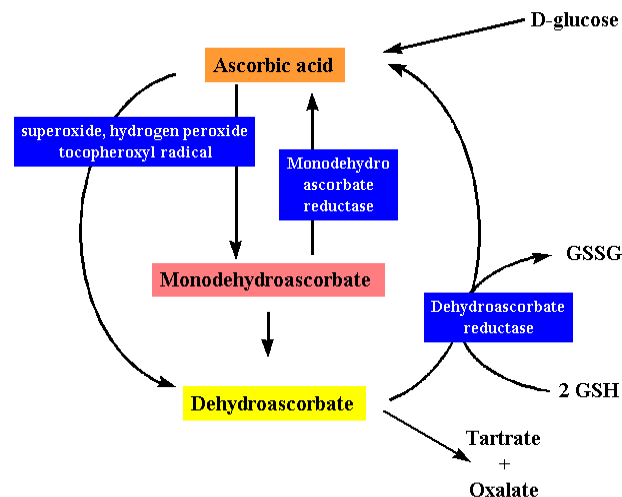 D-glucose
Ascorbic acid
superoxide, hydrogen peroxide
tocopheroxyl radical
Monodehydro
ascorbate
reductase
Monodehydroascorbate
GSSG
Dehydroascorbate
reductase
Dehydroascorbate
2 GSH
Tartrate
+
Oxalate